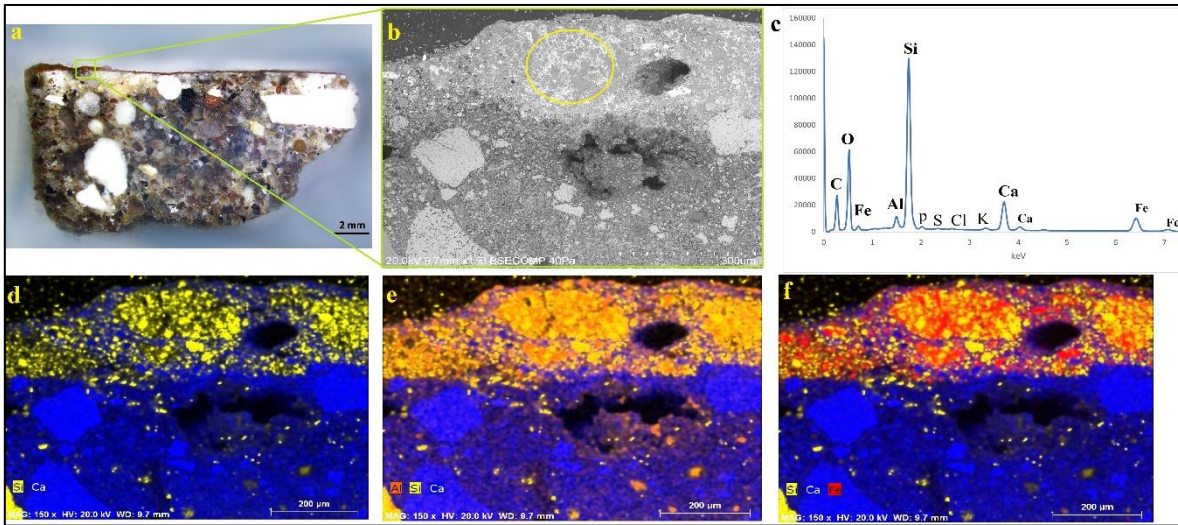 a
2 mm
b
20.0kV 9.7mm x150 BSECOMP 40Pa
300um
c
160000
140000
120000
100000
80000
60000
40000
20000
0
C
O
Fe
Al
Si
P
S
Cl
K
Ca
Ca
Fe
Fe
0 1 2 3 4 5 6 7
keV
d
Si Ca
MAG: 150 x HV: 20.0 kV WD: 9.7 mm
200 µm
e
Al Si Ca
MAG: 150 x HV: 20.0 kV WD: 9.7 mm
200 µm
f
Si Ca Fe
MAG: 150 x HV: 20.0 kV WD: 9.7 mm
200 µm